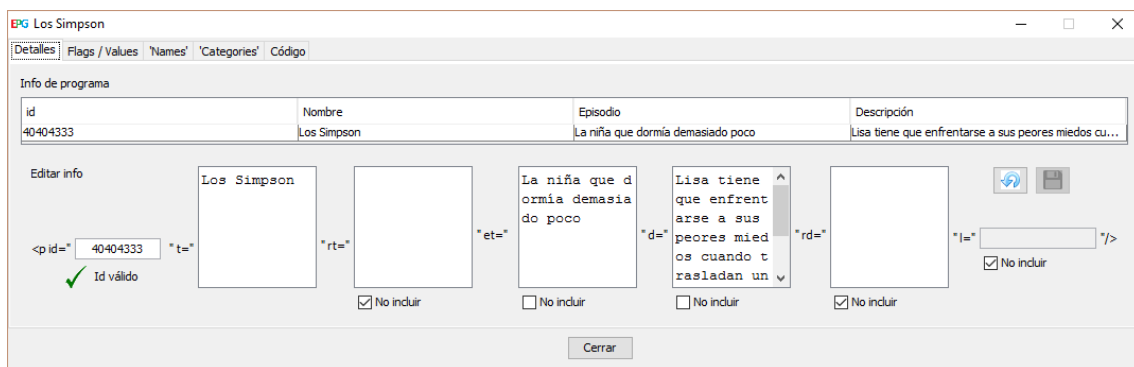 EPG Los Simpson
Detalles Flags / Values 'Names' 'Categories' Código
Info de programa
id Nombre Episodio Descripción
40404333 Los Simpson La niña que dormía demasiado poco Lisa tiene que enfrentarse a sus peores miedos cu...
Editar info
<p id=" 40404333 " t=" Los Simpson " rt=" " et=" La niña que d
ormía demasia
do poco " d=" Lisa tiene
que enfrent
arse a sus
peores mied
os cuando t
rasladan un " rd=" " l=" "/>
Id válido
No incluir No incluir No incluir No incluir No incluir
Cerrar